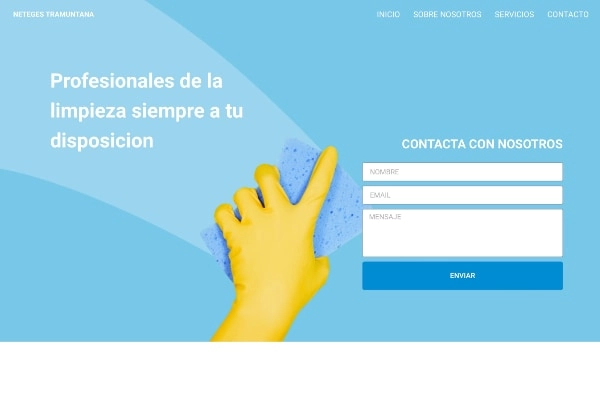 NETEGES TRAMUNTANA
INICIO SOBRE NOSOTROS SERVICIOS CONTACTO
Profesionales de la
limpieza siempre a tu
disposicion
CONTACTA CON NOSOTROS
NOMBRE
EMAIL
MENSAJE
ENVIAR